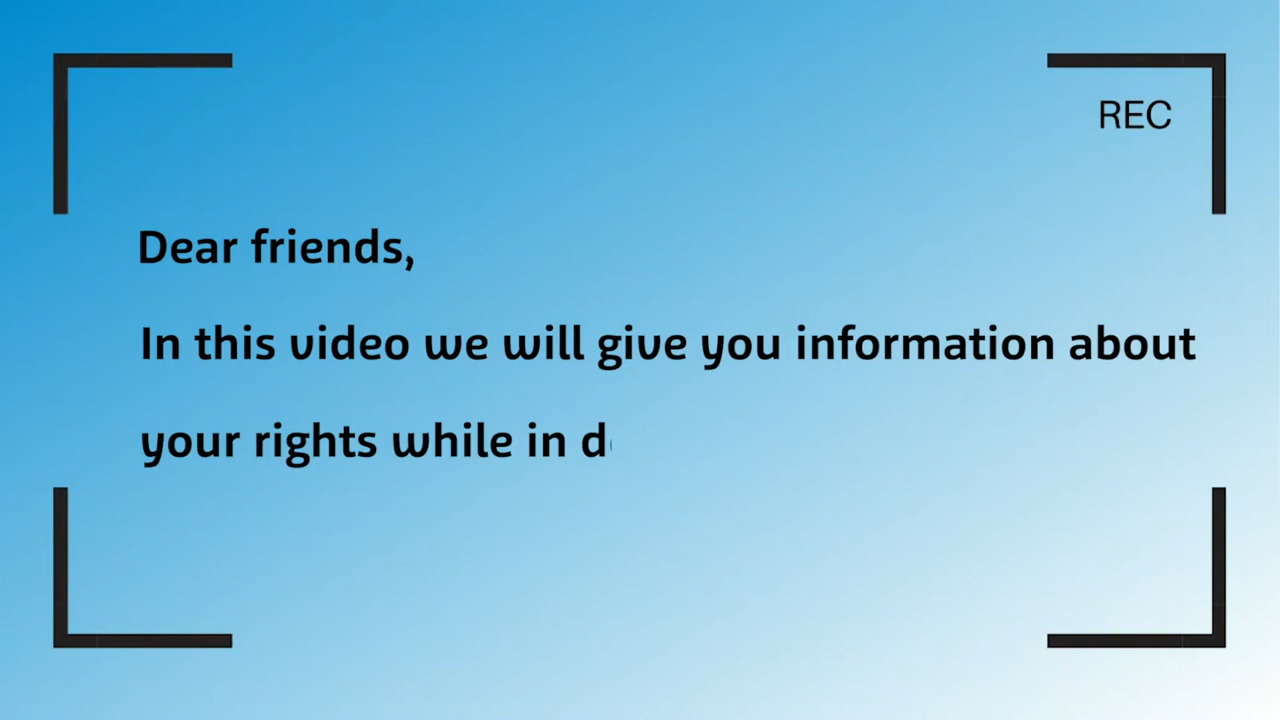 REC
Dear friends,
In this video we will give you information about
your rights while in d